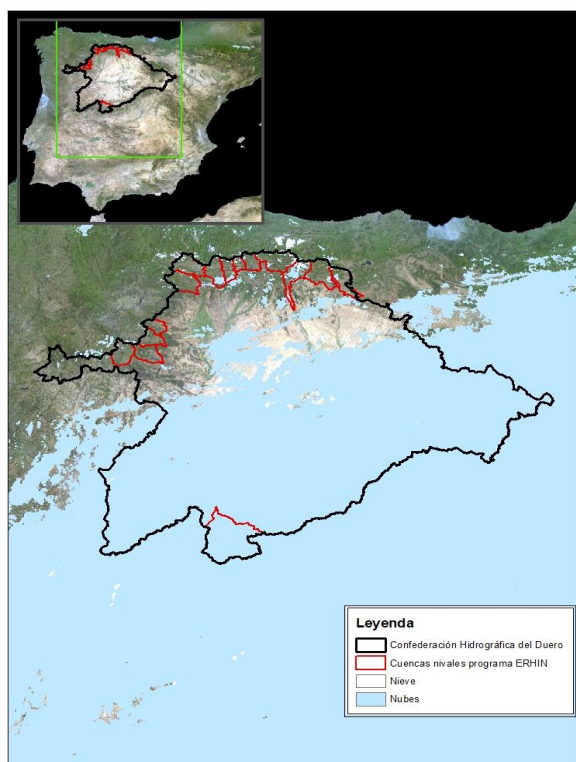 Leyenda
Confederación Hidrográfica del Duero
Cuencas nivales programa ERHIN
Nieve
Nubes